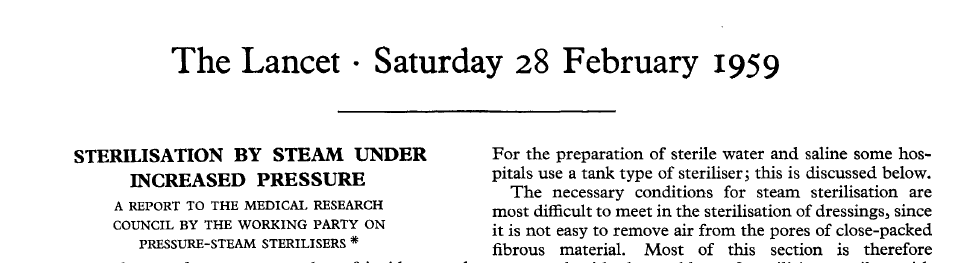 The Lancet · Saturday 28 February 1959
STERILISATION BY STEAM UNDER
INCREASED PRESSURE
A REPORT TO THE MEDICAL RESEARCH
COUNCIL BY THE WORKING PARTY ON
PRESSURE-STEAM STERILISERS *
For the preparation of sterile water and saline some hos-
pitals use a tank type of steriliser; this is discussed below.
The necessary conditions for steam sterilisation are
most difficult to meet in the sterilisation of dressings, since
it is not easy to remove air from the pores of close-packed
fibrous material. Most of this section is therefore